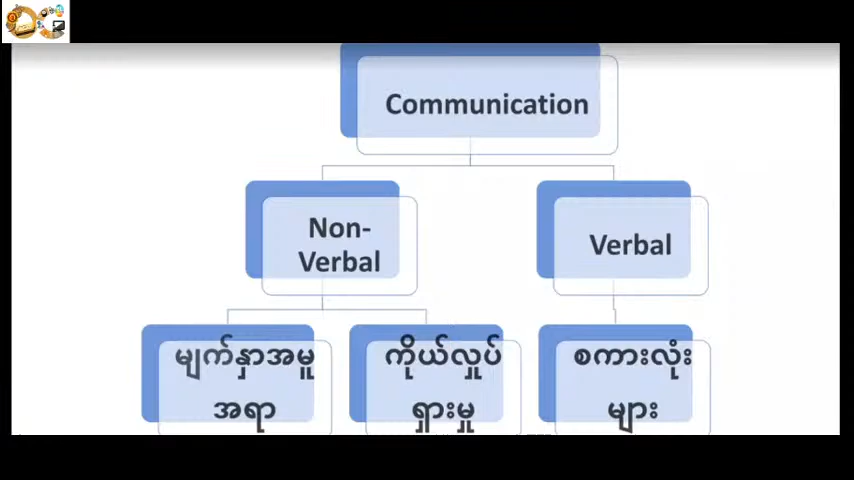 Communication
Non-
Verbal
Verbal
မျက်နှာအမူ
အရာ
ကိုယ်လှုပ်
ရှားမှု
စကားလုံး
များ